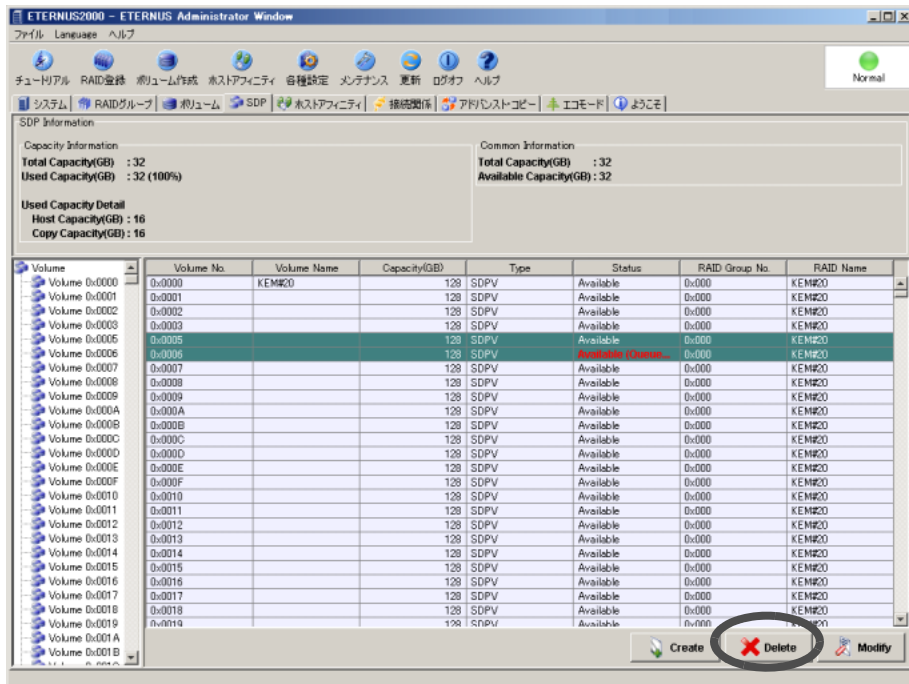 ETERNUS2000 - ETERNUS Administrator Window
ファイル Language ヘルプ
チュートリアル RAID登録 ボリューム作成 ホストアフィニティ 各種設定 メンテナンス 更新 ログオフ ヘルプ
Normal
システム RAIDグループ ボリューム SDP ホストアフィニティ 接続関係 アドバンスト・コピー エコモード ようこそ
SDP Information
Capacity Information
Total Capacity(GB) : 32
Used Capacity(GB) : 32 (100%)
Used Capacity Detail
Host Capacity(GB) : 16
Copy Capacity(GB) : 16
Common Information
Total Capacity(GB) : 32
Available Capacity(GB) : 32
Volume
Volume 0x0000
Volume 0x0001
Volume 0x0002
Volume 0x0003
Volume 0x0005
Volume 0x0006
Volume 0x0007
Volume 0x0008
Volume 0x0009
Volume 0x000A
Volume 0x000B
Volume 0x000C
Volume 0x000D
Volume 0x000E
Volume 0x000F
Volume 0x0010
Volume 0x0011
Volume 0x0012
Volume 0x0013
Volume 0x0014
Volume 0x0015
Volume 0x0016
Volume 0x0017
Volume 0x0018
Volume 0x0019
Volume 0x001A
Volume 0x001B
Volume No. Volume Name Capacity(GB) Type Status RAID Group No. RAID Name
0x0000 KEM#20 128 SDPV Available 0x000 KEM#20
0x0001 128 SDPV Available 0x000 KEM#20
0x0002 128 SDPV Available 0x000 KEM#20
0x0003 128 SDPV Available 0x000 KEM#20
0x0005 128 SDPV Available 0x000 KEM#20
0x0006 128 SDPV Available (Queue... 0x000 KEM#20
0x0007 128 SDPV Available 0x000 KEM#20
0x0008 128 SDPV Available 0x000 KEM#20
0x0009 128 SDPV Available 0x000 KEM#20
0x000A 128 SDPV Available 0x000 KEM#20
0x000B 128 SDPV Available 0x000 KEM#20
0x000C 128 SDPV Available 0x000 KEM#20
0x000D 128 SDPV Available 0x000 KEM#20
0x000E 128 SDPV Available 0x000 KEM#20
0x000F 128 SDPV Available 0x000 KEM#20
0x0010 128 SDPV Available 0x000 KEM#20
0x0011 128 SDPV Available 0x000 KEM#20
0x0012 128 SDPV Available 0x000 KEM#20
0x0013 128 SDPV Available 0x000 KEM#20
0x0014 128 SDPV Available 0x000 KEM#20
0x0015 128 SDPV Available 0x000 KEM#20
0x0016 128 SDPV Available 0x000 KEM#20
0x0017 128 SDPV Available 0x000 KEM#20
0x0018 128 SDPV Available 0x000 KEM#20
0x0019 128 SDPV Available 0x000 KEM#20
Create Delete Modify